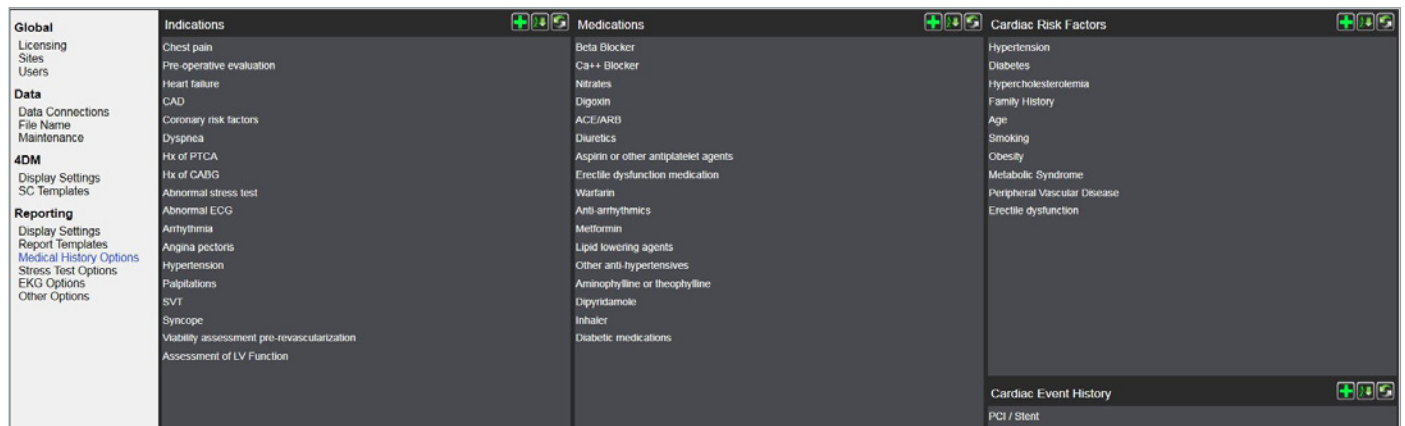 Global
Licensing
Sites
Users
Data
Data Connections
File Name
Maintenance
4DM
Display Settings
SC Templates
Reporting
Display Settings
Report Templates
Medical History Options
Stress Test Options
EKG Options
Other Options
Indications
Chest pain
Pre-operative evaluation
Heart failure
CAD
Coronary risk factors
Dyspnea
Hx of PTCA
Hx of CABG
Abnormal stress test
Abnormal ECG
Arrhythmia
Angina pectoris
Hypertension
Palpitations
SVT
Syncope
Viability assessment pre-revascularization
Assessment of LV Function
Medications
Beta Blocker
Ca++ Blocker
Nitrates
Digoxin
ACE/ARB
Diuretics
Aspirin or other antiplatelet agents
Erectile dysfunction medication
Warfarin
Anti-arrhythmics
Metformin
Lipid lowering agents
Other anti-hypertensives
Aminophylline or theophylline
Dipyridamole
Inhaler
Diabetic medications
Cardiac Risk Factors
Hypertension
Diabetes
Hypercholesterolemia
Family History
Age
Smoking
Obesity
Metabolic Syndrome
Peripheral Vascular Disease
Erectile dysfunction
Cardiac Event History
PCI / Stent